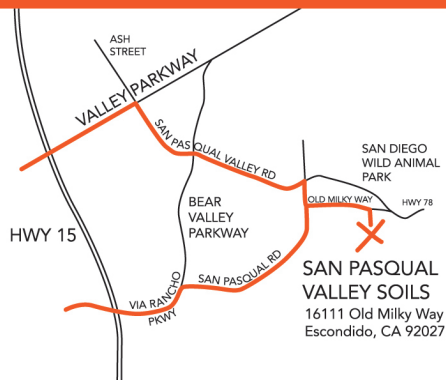 ASH
STREET
VALLEY PARKWAY
SAN PASQUAL VALLEY RD
SAN DIEGO
WILD ANIMAL
PARK
OLD MILKY WAY
HWY 78
BEAR
VALLEY
PARKWAY
HWY 15
SAN PASQUAL RD
VIA RANCHO
PKWY
SAN PASQUAL
VALLEY SOILS
16111 Old Milky Way
Escondido, CA 92027